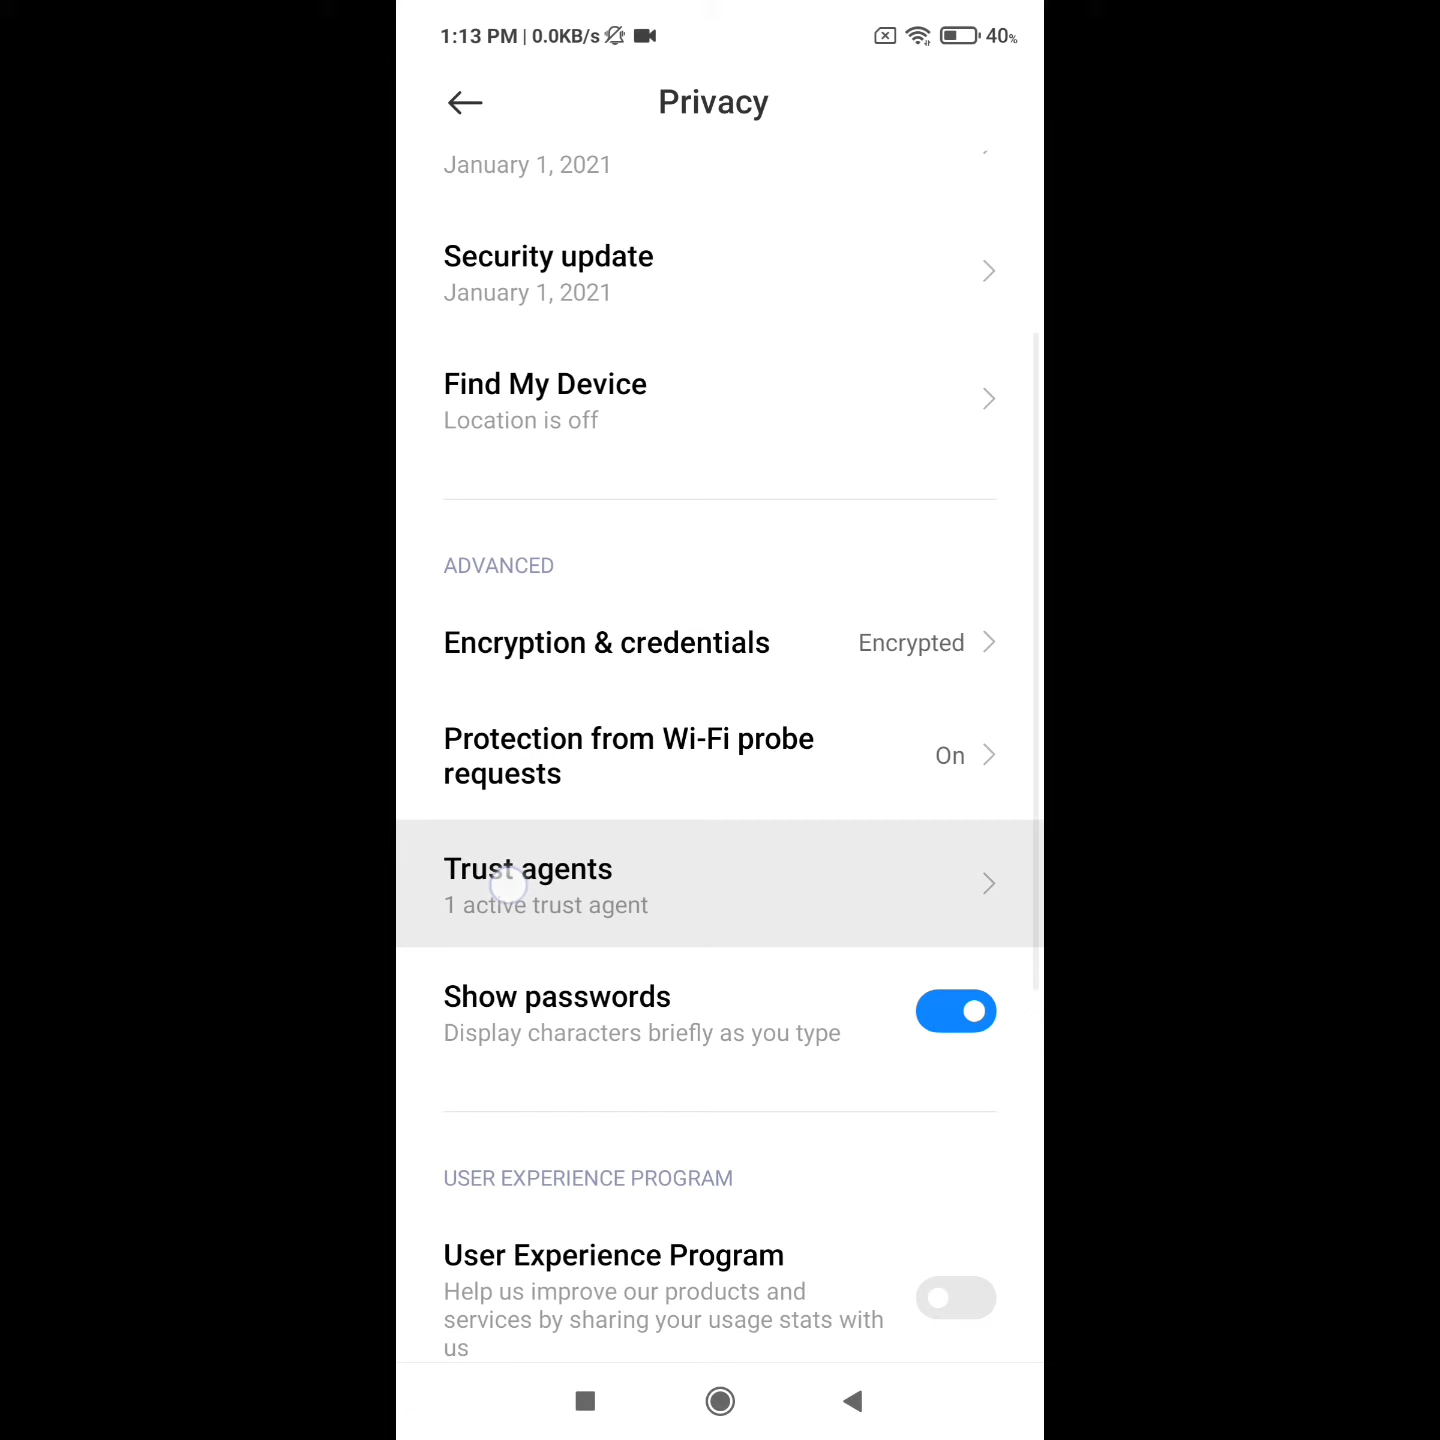 1:13 PM | 0.0KB/s 40%
Privacy
January 1, 2021
Security update
January 1, 2021
Find My Device
Location is off
ADVANCED
Encryption & credentials Encrypted
Protection from Wi-Fi probe
requests
On
Trust agents
1 active trust agent
Show passwords
Display characters briefly as you type
USER EXPERIENCE PROGRAM
User Experience Program
Help us improve our products and
services by sharing your usage stats with
us